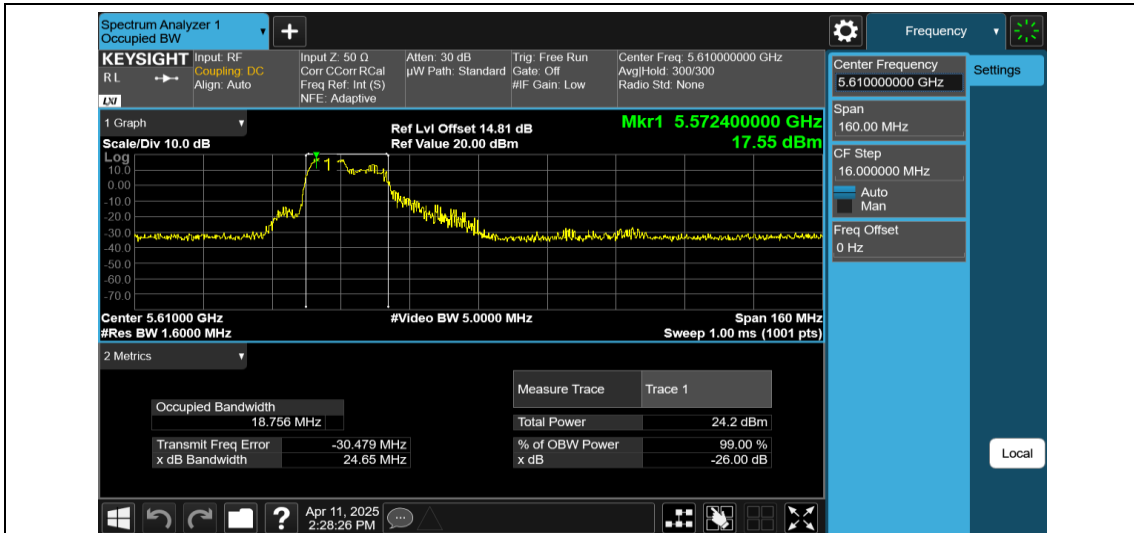 Spectrum Analyzer 1
Occupied BW
Frequency
KEYSIGHT
R L
LXI
Input: RF
Coupling: DC
Align: Auto
Input Z: 50 Ω
Corr CCorr RCal
Freq Ref: Int (S)
NFE: Adaptive
Atten: 30 dB
µW Path: Standard
Trig: Free Run
Gate: Off
#IF Gain: Low
Center Freq: 5.610000000 GHz
Avg|Hold: 300/300
Radio Std: None
Center Frequency
5.610000000 GHz
Settings
Span
160.00 MHz
CF Step
16.000000 MHz
Auto
Man
Freq Offset
0 Hz
1 Graph
Scale/Div 10.0 dB
Ref Lvl Offset 14.81 dB
Ref Value 20.00 dBm
Mkr1 5.572400000 GHz
17.55 dBm
Log
10.0
0.00
-10.0
-20.0
-30.0
-40.0
-50.0
-60.0
-70.0
1
Center 5.61000 GHz
#Res BW 1.6000 MHz
#Video BW 5.0000 MHz
Span 160 MHz
Sweep 1.00 ms (1001 pts)
2 Metrics
Measure Trace Trace 1
Occupied Bandwidth
18.756 MHz
Total Power 24.2 dBm
Transmit Freq Error -30.479 MHz
% of OBW Power 99.00 %
x dB Bandwidth 24.65 MHz
x dB -26.00 dB
Local
?
Apr 11, 2025
2:28:26 PM